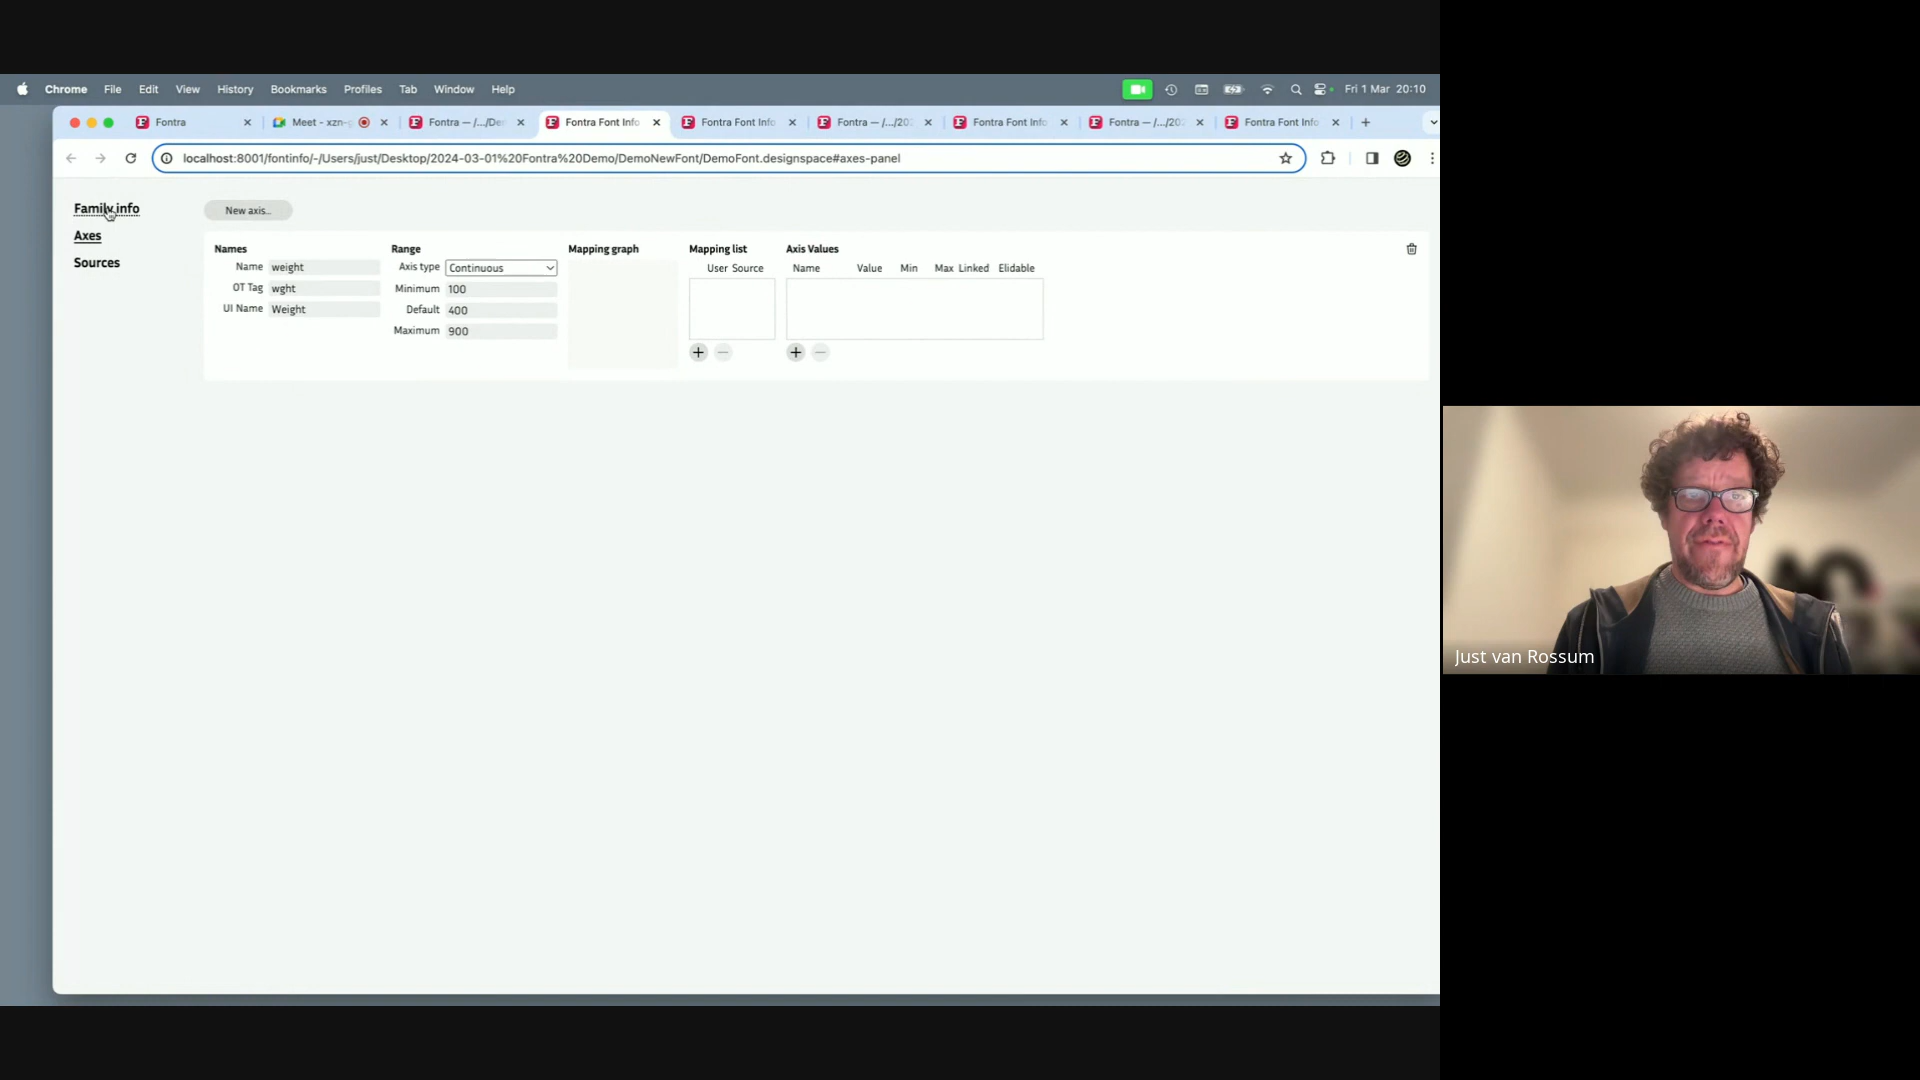 Chrome File Edit View History Bookmarks Profiles Tab Window Help Fri 1 Mar 20:10
Fontra Meet - xzn- Fontra — /.../De Fontra Font Info Fontra Font Info Fontra — /.../20 Fontra Font Info Fontra — /.../20 Fontra Font Info
localhost:8001/fontinfo/-/Users/just/Desktop/2024-03-01%20Fontra%20Demo/DemoNewFont/DemoFont.designspace#axes-panel
Family info
Axes
Sources
New axis...
Names Range Mapping graph Mapping list Axis Values
Name weight Axis type Continuous User Source Name Value Min Max Linked Elidable
OT Tag wght Minimum 100
UI Name Weight Default 400
Maximum 900
Just van Rossum